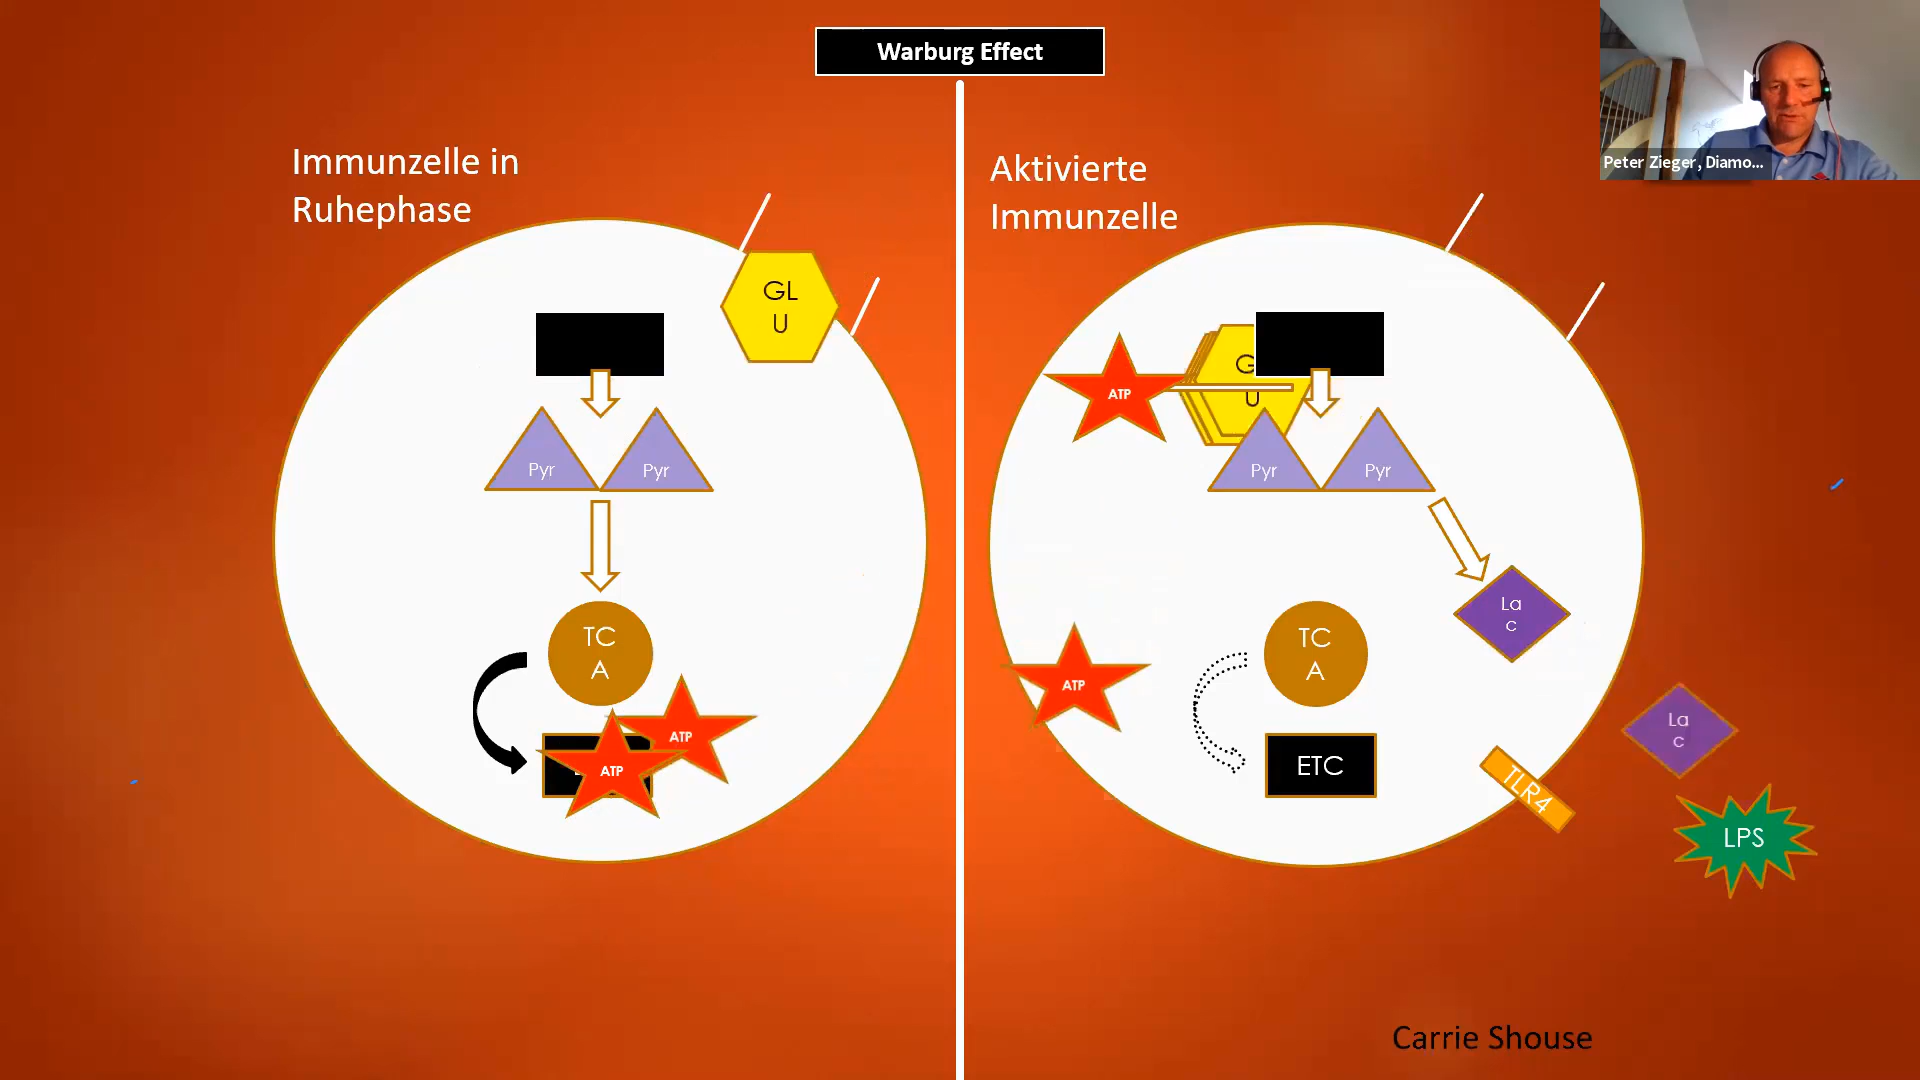 Warburg Effect
Peter Zieger, Diamo...
Immunzelle in
Ruhephase
GL
U
Pyr
Pyr
TC
A
ATP
ATP
Aktivierte
Immunzelle
ATP
U
Pyr
Pyr
La
c
TC
A
ATP
La
c
ETC
TLR4
LPS
Carrie Shouse